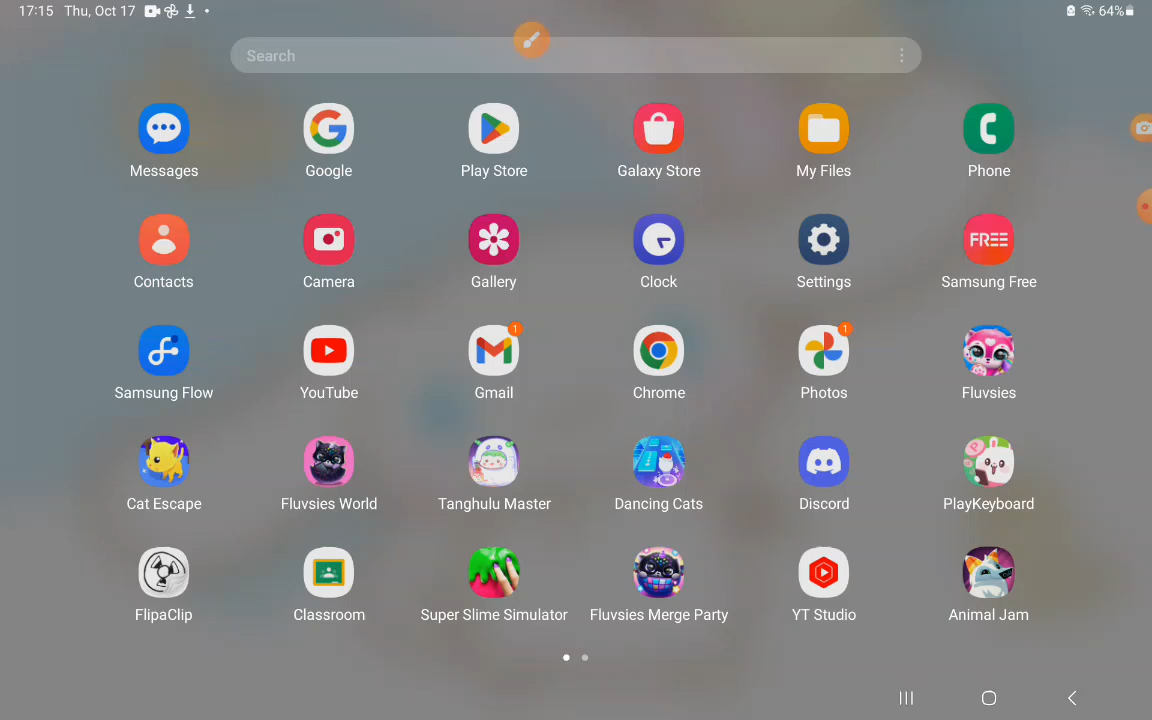 17:15 Thu, Oct 17 64%
Search
Messages Google Play Store Galaxy Store My Files Phone
FREE
Contacts Camera Gallery Clock Settings Samsung Free
1 1
Samsung Flow YouTube Gmail Chrome Photos Fluvsies
Cat Escape Fluvsies World Tanghulu Master Dancing Cats Discord PlayKeyboard
FlipaClip Classroom Super Slime Simulator Fluvsies Merge Party YT Studio Animal Jam